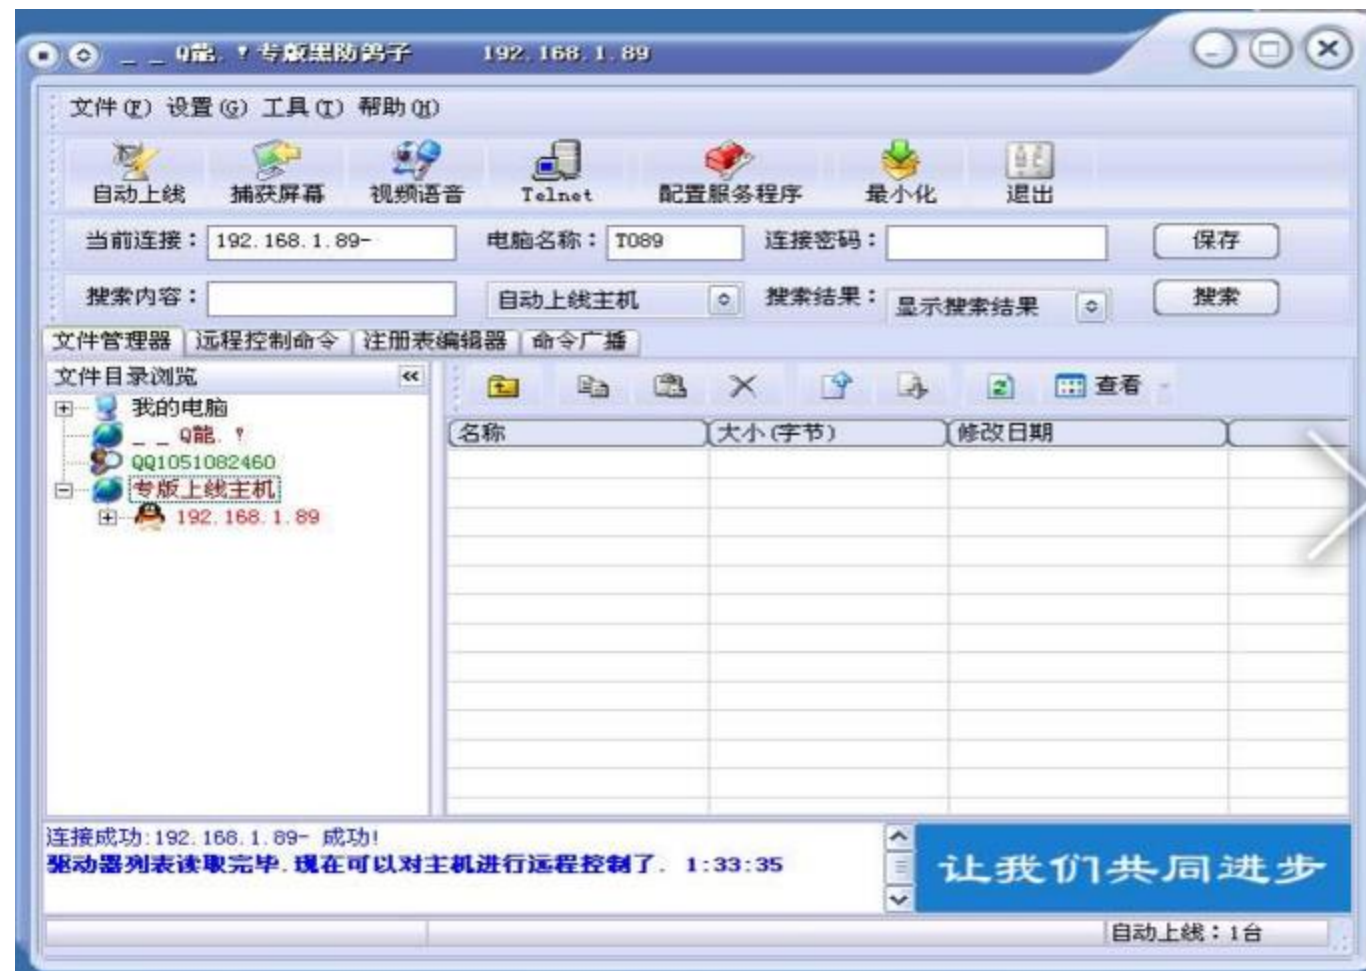 _ _ Q龍. ? 专版黑防鸽子 192.168.1.89
文件(F) 设置(G) 工具(T) 帮助(H)
自动上线 捕获屏幕 视频语音 Telnet 配置服务程序 最小化 退出
当前连接： 192.168.1.89- 电脑名称： T089 连接密码： 保存
搜索内容： 自动上线主机 搜索结果： 显示搜索结果 搜索
文件管理器 远程控制命令 注册表编辑器 命令广播
文件目录浏览
查看
我的电脑
名称 大小(字节) 修改日期
_ _ Q龍. ?
QQ1051082460
专版上线主机
192.168.1.89
连接成功:192.168.1.89- 成功!
驱动器列表读取完毕.现在可以对主机进行远程控制了. 1:33:35
让我们共同进步
自动上线：1台